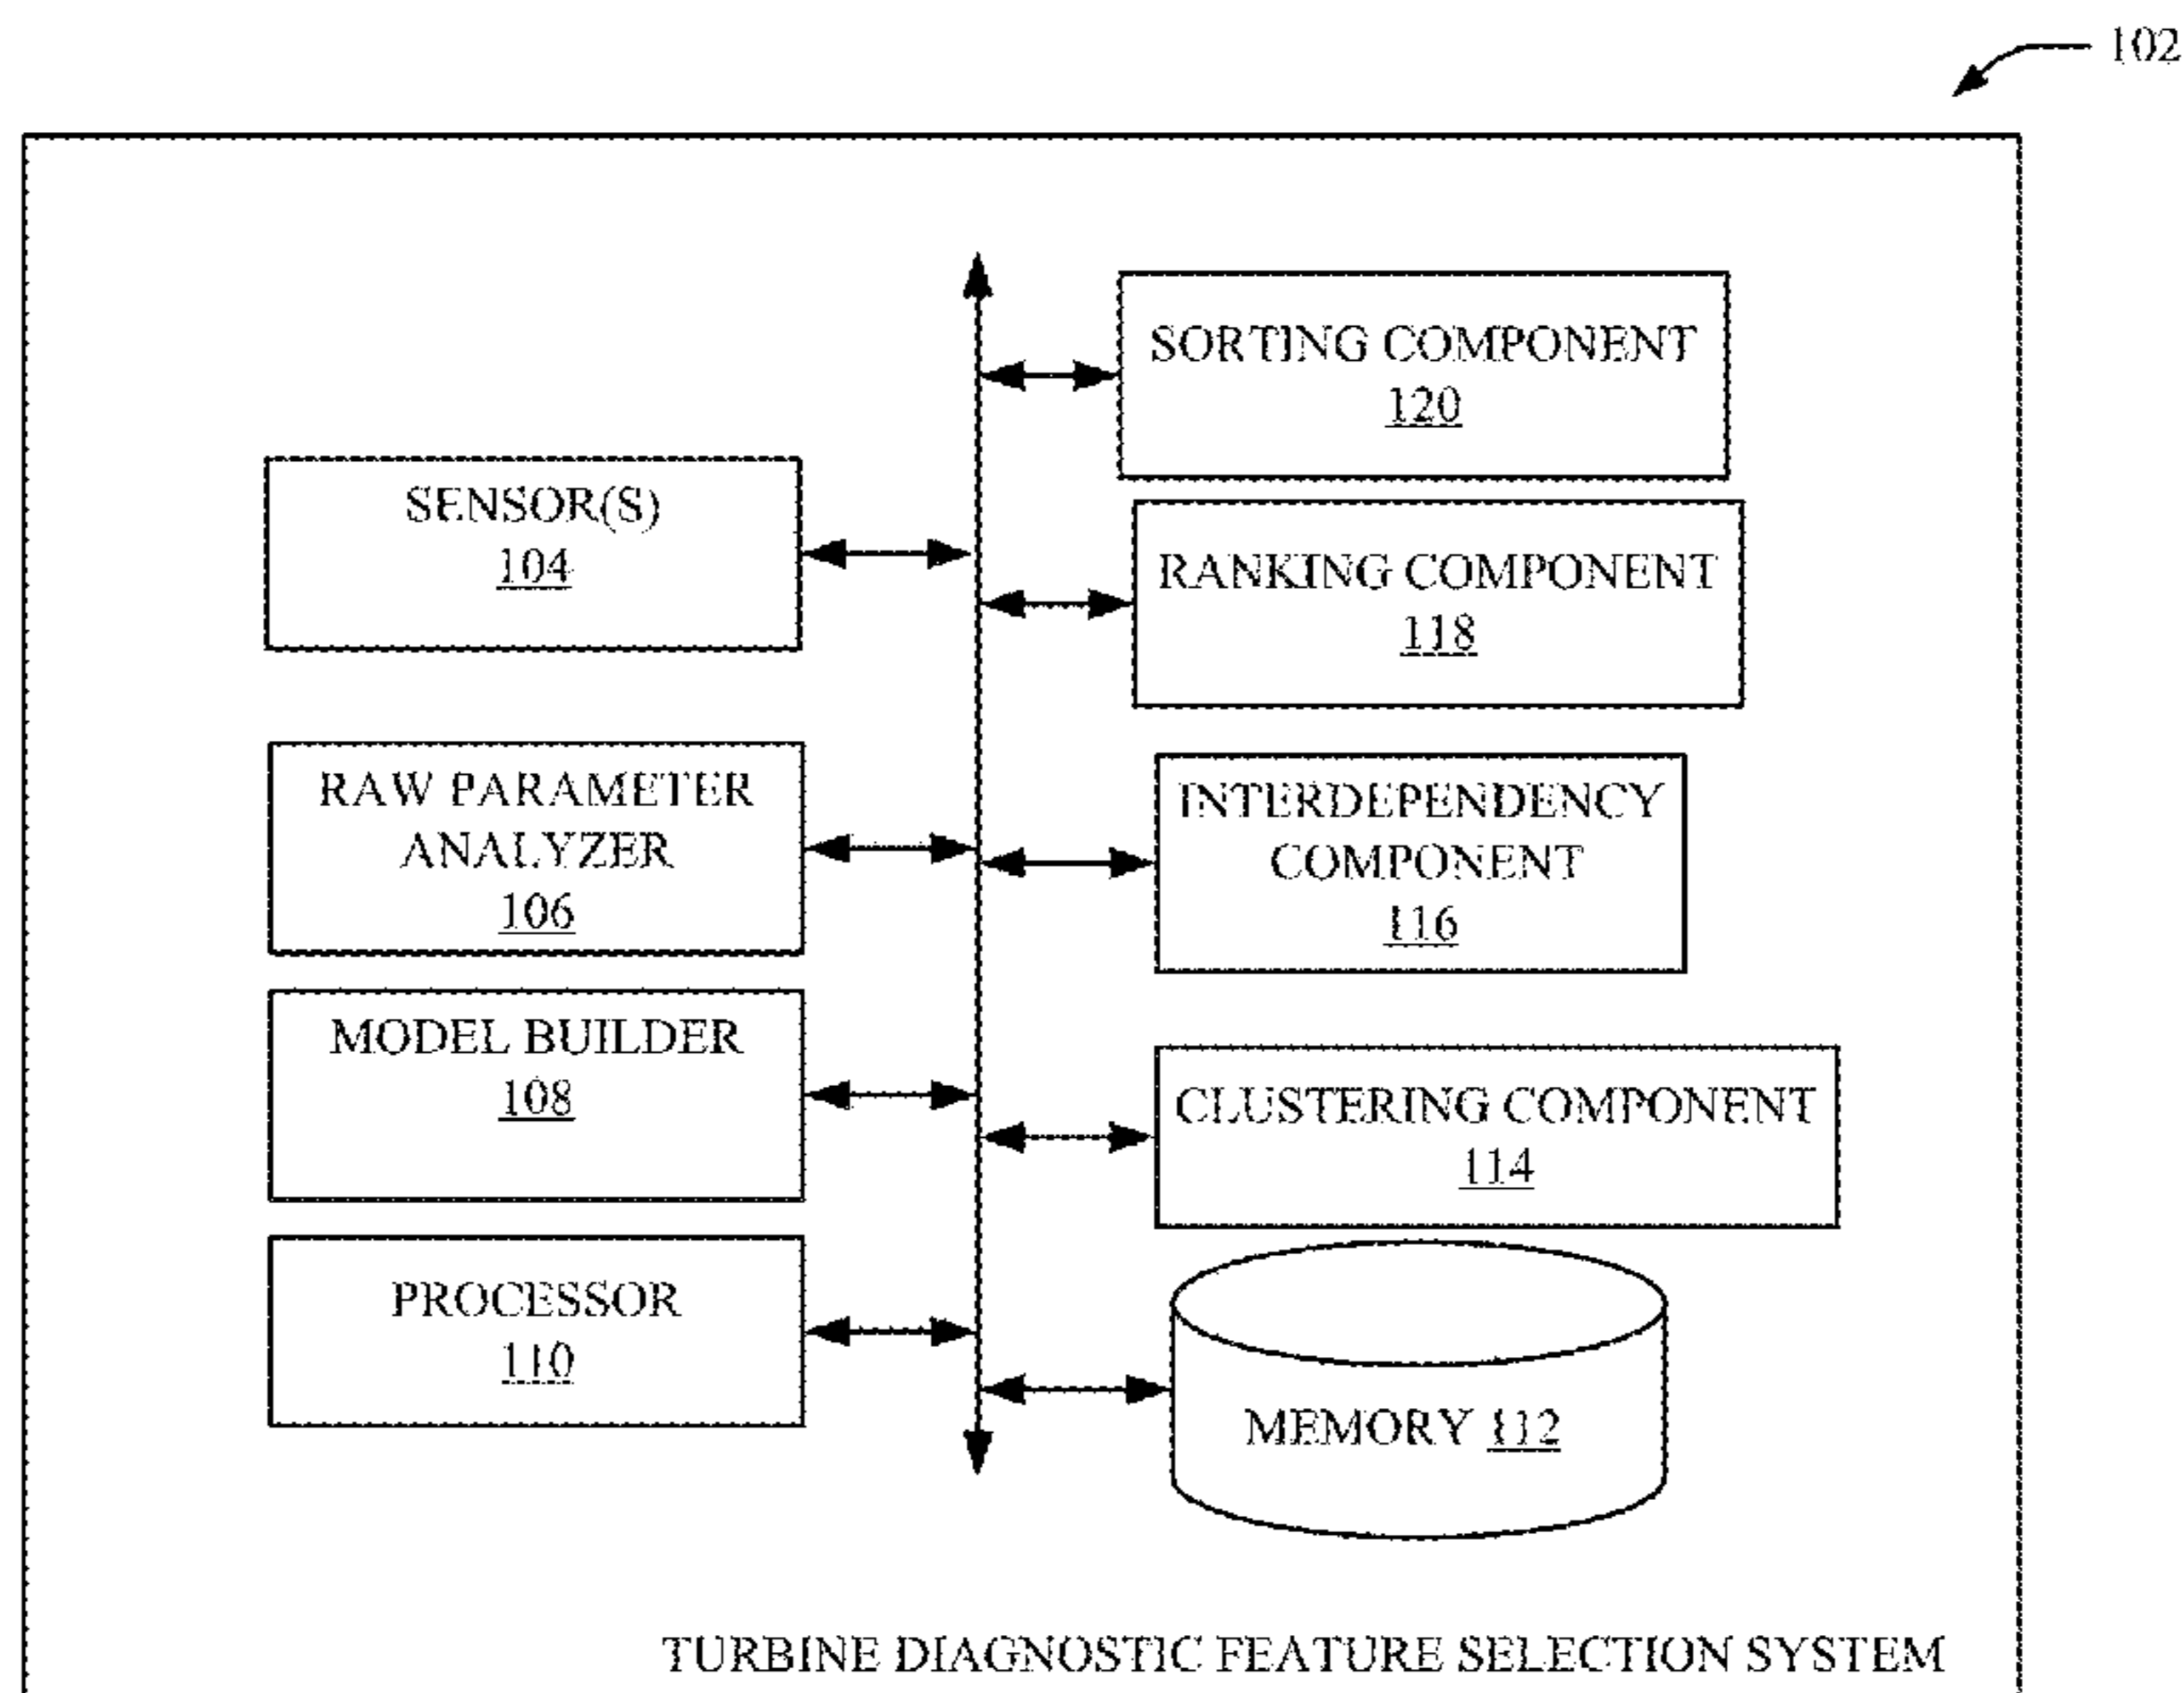 102
SORTING COMPONENT
120
SENSOR(S)
104
RANKING COMPONENT
118
RAW PARAMETER
ANALYZER
106
INTERDEPENDENCY
COMPONENT
116
MODEL BUILDER
108
CLUSTERING COMPONENT
114
PROCESSOR
110
MEMORY 112
TURBINE DIAGNOSTIC FEATURE SELECTION SYSTEM